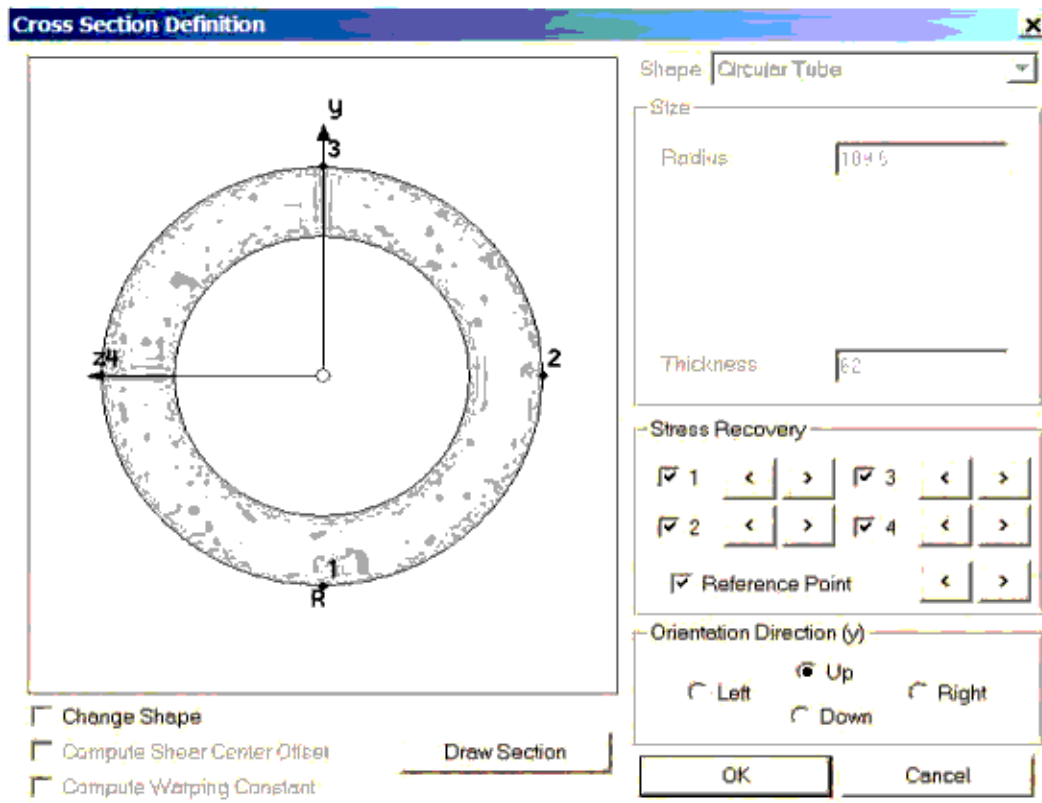 Cross Section Definition
y
3
z4
2
1
R
Shape Circular Tube
Size
Radius
Thickness 62
Stress Recovery
1 < > 3 < >
2 < > 4 < >
Reference Point < >
Orientation Direction (y)
Up
Left Right
Down
Change Shape
Compute Shear Center Offset
Compute Warping Constant
Draw Section
OK Cancel